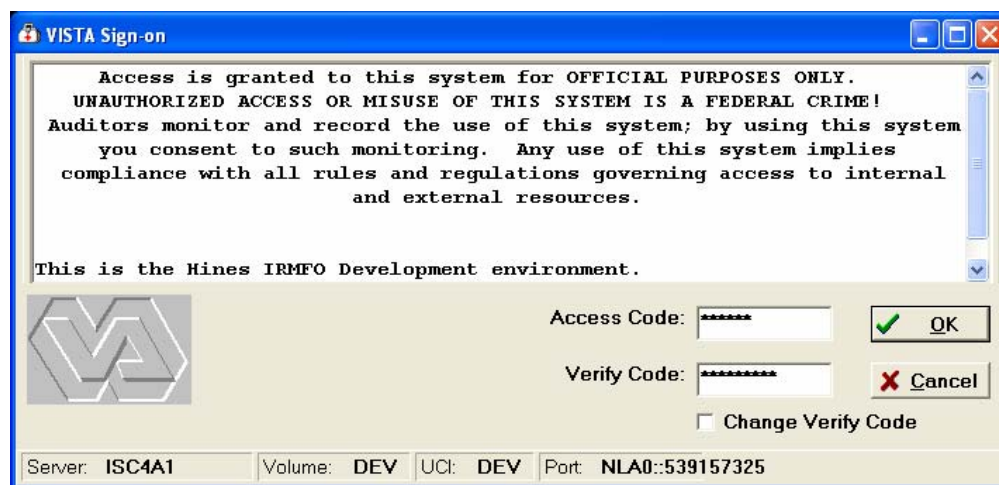 VISTA Sign-on
Access is granted to this system for OFFICIAL PURPOSES ONLY.
UNAUTHORIZED ACCESS OR MISUSE OF THIS SYSTEM IS A FEDERAL CRIME!
Auditors monitor and record the use of this system; by using this system
you consent to such monitoring. Any use of this system implies
compliance with all rules and regulations governing access to internal
and external resources.
This is the Hines IRMFO Development environment.
Access Code: ******
OK
Verify Code: *********
Cancel
Change Verify Code
Server: ISC4A1 Volume: DEV UCI: DEV Port: NLA0::539157325